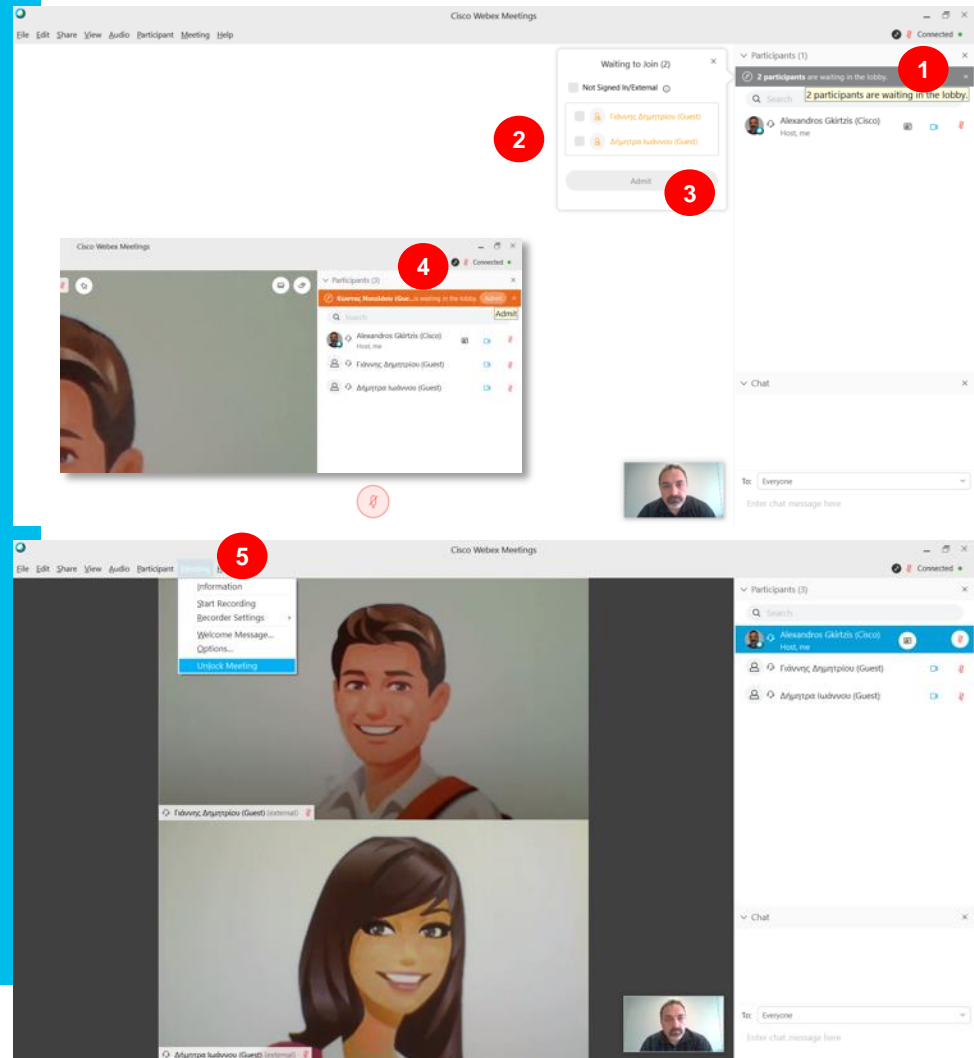 Cisco Webex Meetings
File Edit Share View Audio Participant Meeting Help
Connected
Waiting to Join (2)
Not Signed In/External
Γιάννης Δημητρίου (Guest)
Δήμητρα Ιωάννου (Guest)
Admit
Participants (1)
2 participants are waiting in the lobby.
Search
2 participants are waiting in the lobby.
Alexandros Gkirtzis (Cisco)
Host, me
1
2
3
Cisco Webex Meetings
4
Connected
Participants (3)
Κώστας (Gue... is waiting in the lobby. Admit
Search
Admit
Alexandros Gkirtzis (Cisco)
Host, me
Γιάννης Δημητρίου (Guest)
Δήμητρα Ιωάννου (Guest)
Chat
To: Everyone
Enter chat message here
5
Cisco Webex Meetings
File Edit Share View Audio Participant Meeting
Connected
Information
Start Recording
Recorder Settings
Welcome Message...
Options...
Unlock Meeting
Participants (3)
Search
Alexandros Gkirtzis (Cisco)
Host, me
Γιάννης Δημητρίου (Guest)
Δήμητρα Ιωάννου (Guest)
Γιάννης Δημητρίου (Guest) (external)
Δήμητρα Ιωάννου (Guest) (external)
Chat
To: Everyone
Enter chat message here